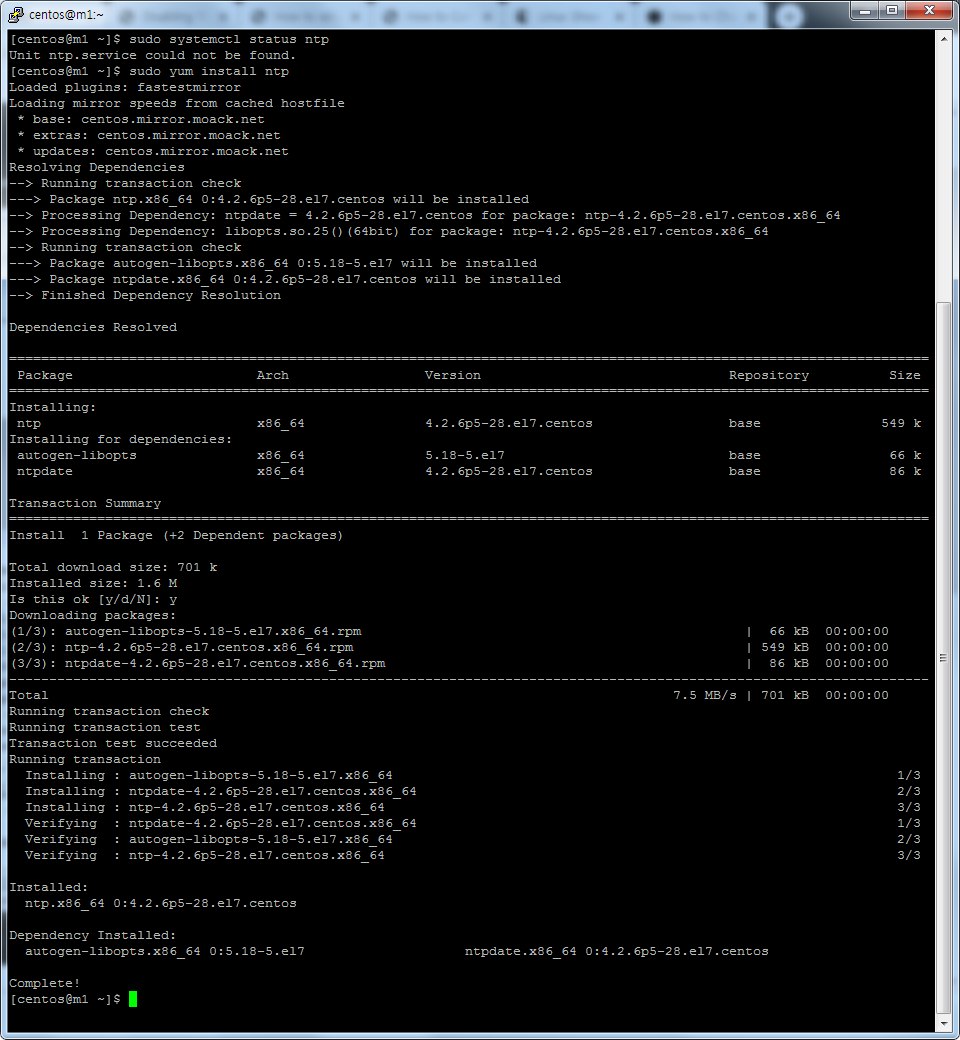 centos@m1:~
[centos@m1 ~]$ sudo systemctl status ntp
Unit ntp.service could not be found.
[centos@m1 ~]$ sudo yum install ntp
Loaded plugins: fastestmirror
Loading mirror speeds from cached hostfile
 * base: centos.mirror.moack.net
 * extras: centos.mirror.moack.net
 * updates: centos.mirror.moack.net
Resolving Dependencies
--> Running transaction check
---> Package ntp.x86_64 0:4.2.6p5-28.el7.centos will be installed
--> Processing Dependency: ntpdate = 4.2.6p5-28.el7.centos for package: ntp-4.2.6p5-28.el7.centos.x86_64
--> Processing Dependency: libopts.so.25()(64bit) for package: ntp-4.2.6p5-28.el7.centos.x86_64
--> Running transaction check
---> Package autogen-libopts.x86_64 0:5.18-5.el7 will be installed
---> Package ntpdate.x86_64 0:4.2.6p5-28.el7.centos will be installed
--> Finished Dependency Resolution
Dependencies Resolved
Package Arch Version Repository Size
Installing:
 ntp x86_64 4.2.6p5-28.el7.centos base 549 k
Installing for dependencies:
 autogen-libopts x86_64 5.18-5.el7 base 66 k
 ntpdate x86_64 4.2.6p5-28.el7.centos base 86 k
Transaction Summary
Install  1 Package (+2 Dependent packages)
Total download size: 701 k
Installed size: 1.6 M
Is this ok [y/d/N]: y
Downloading packages:
(1/3): autogen-libopts-5.18-5.el7.x86_64.rpm | 66 kB 00:00:00
(2/3): ntp-4.2.6p5-28.el7.centos.x86_64.rpm | 549 kB 00:00:00
(3/3): ntpdate-4.2.6p5-28.el7.centos.x86_64.rpm | 86 kB 00:00:00
Total 7.5 MB/s | 701 kB 00:00:00
Running transaction check
Running transaction test
Transaction test succeeded
Running transaction
  Installing : autogen-libopts-5.18-5.el7.x86_64 1/3
  Installing : ntpdate-4.2.6p5-28.el7.centos.x86_64 2/3
  Installing : ntp-4.2.6p5-28.el7.centos.x86_64 3/3
  Verifying  : ntpdate-4.2.6p5-28.el7.centos.x86_64 1/3
  Verifying  : autogen-libopts-5.18-5.el7.x86_64 2/3
  Verifying  : ntp-4.2.6p5-28.el7.centos.x86_64 3/3
Installed:
  ntp.x86_64 0:4.2.6p5-28.el7.centos
Dependency Installed:
  autogen-libopts.x86_64 0:5.18-5.el7 ntpdate.x86_64 0:4.2.6p5-28.el7.centos
Complete!
[centos@m1 ~]$